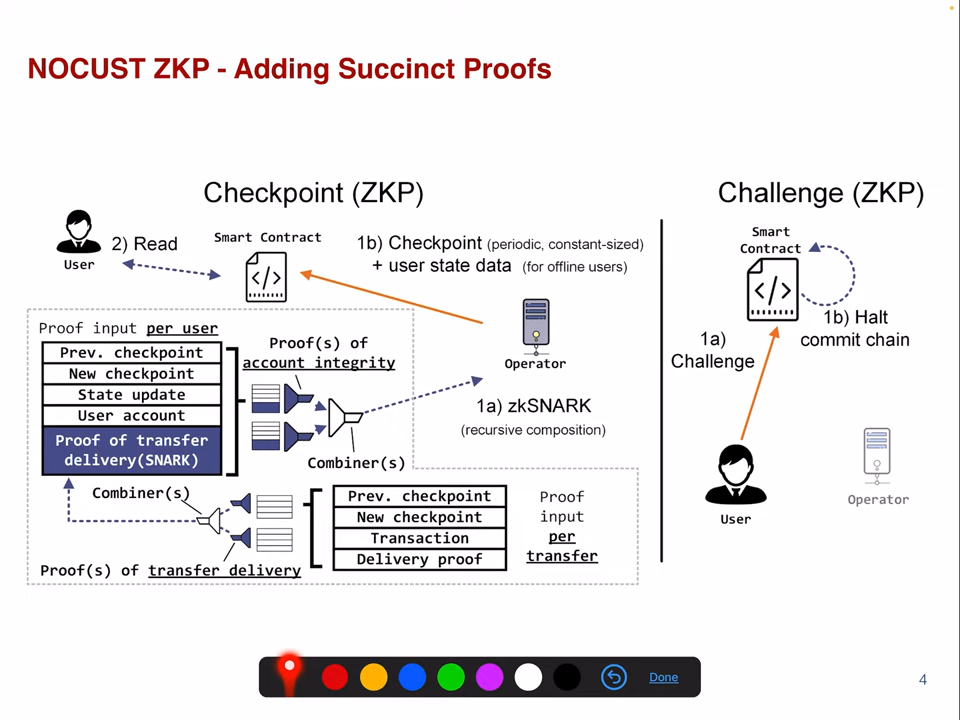 NOCUST ZKP - Adding Succinct Proofs
Checkpoint (ZKP)
User
2) Read
Smart Contract
</>
1b) Checkpoint (periodic, constant-sized)
+ user state data (for offline users)
Operator
1a) zkSNARK
(recursive composition)
Proof input per user
Prev. checkpoint
New checkpoint
State update
User account
Proof of transfer
delivery(SNARK)
Proof(s) of
account integrity
Combiner(s)
Combiner(s)
Proof(s) of transfer delivery
Prev. checkpoint
New checkpoint
Transaction
Delivery proof
Proof
input
per
transfer
Challenge (ZKP)
Smart
Contract
</>
1a)
Challenge
1b) Halt
commit chain
User
Operator
Done
4